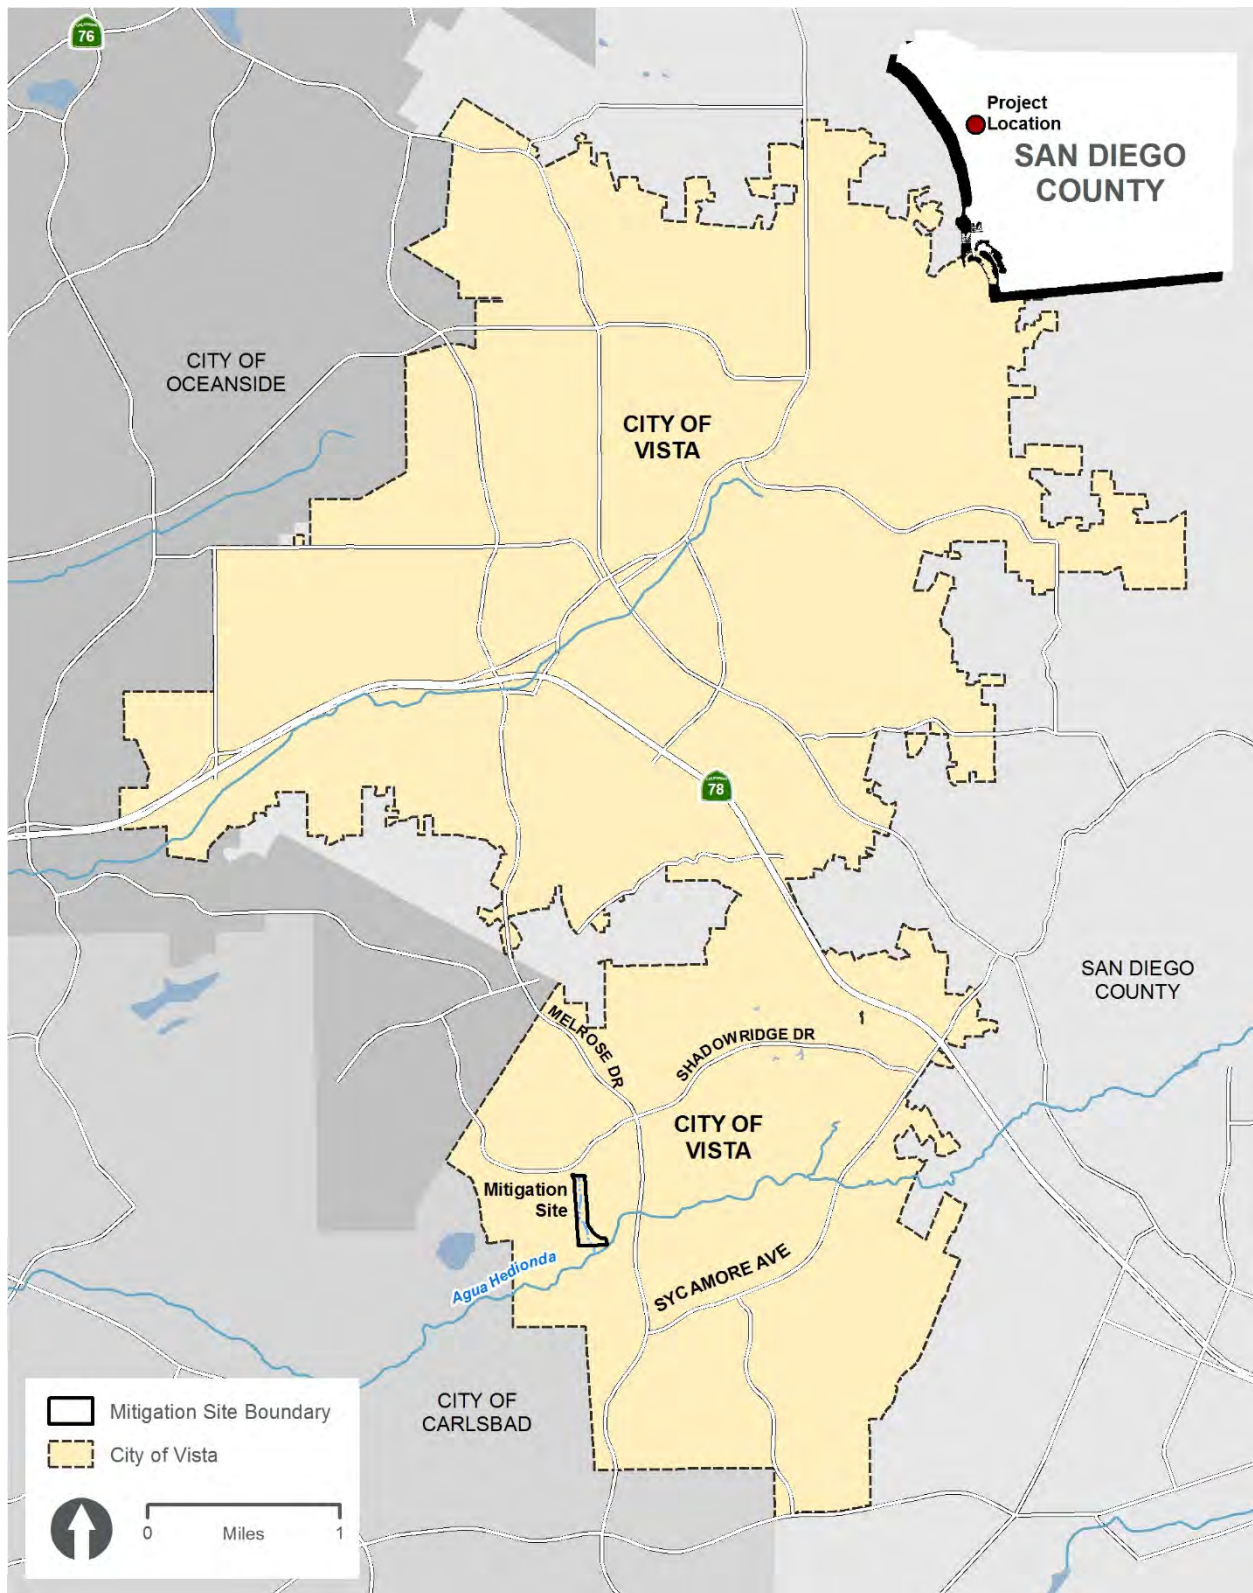 CALIFORNIA
76
Project
Location
SAN DIEGO
COUNTY
CITY OF
OCEANSIDE
CITY OF
VISTA
CALIFORNIA
78
SAN DIEGO
COUNTY
MELROSE DR
SHADOWRIDGE DR
CITY OF
VISTA
Mitigation
Site
Agua Hedionda
SYCAMORE AVE
CITY OF
CARLSBAD
Mitigation Site Boundary
City of Vista
0 1
Miles